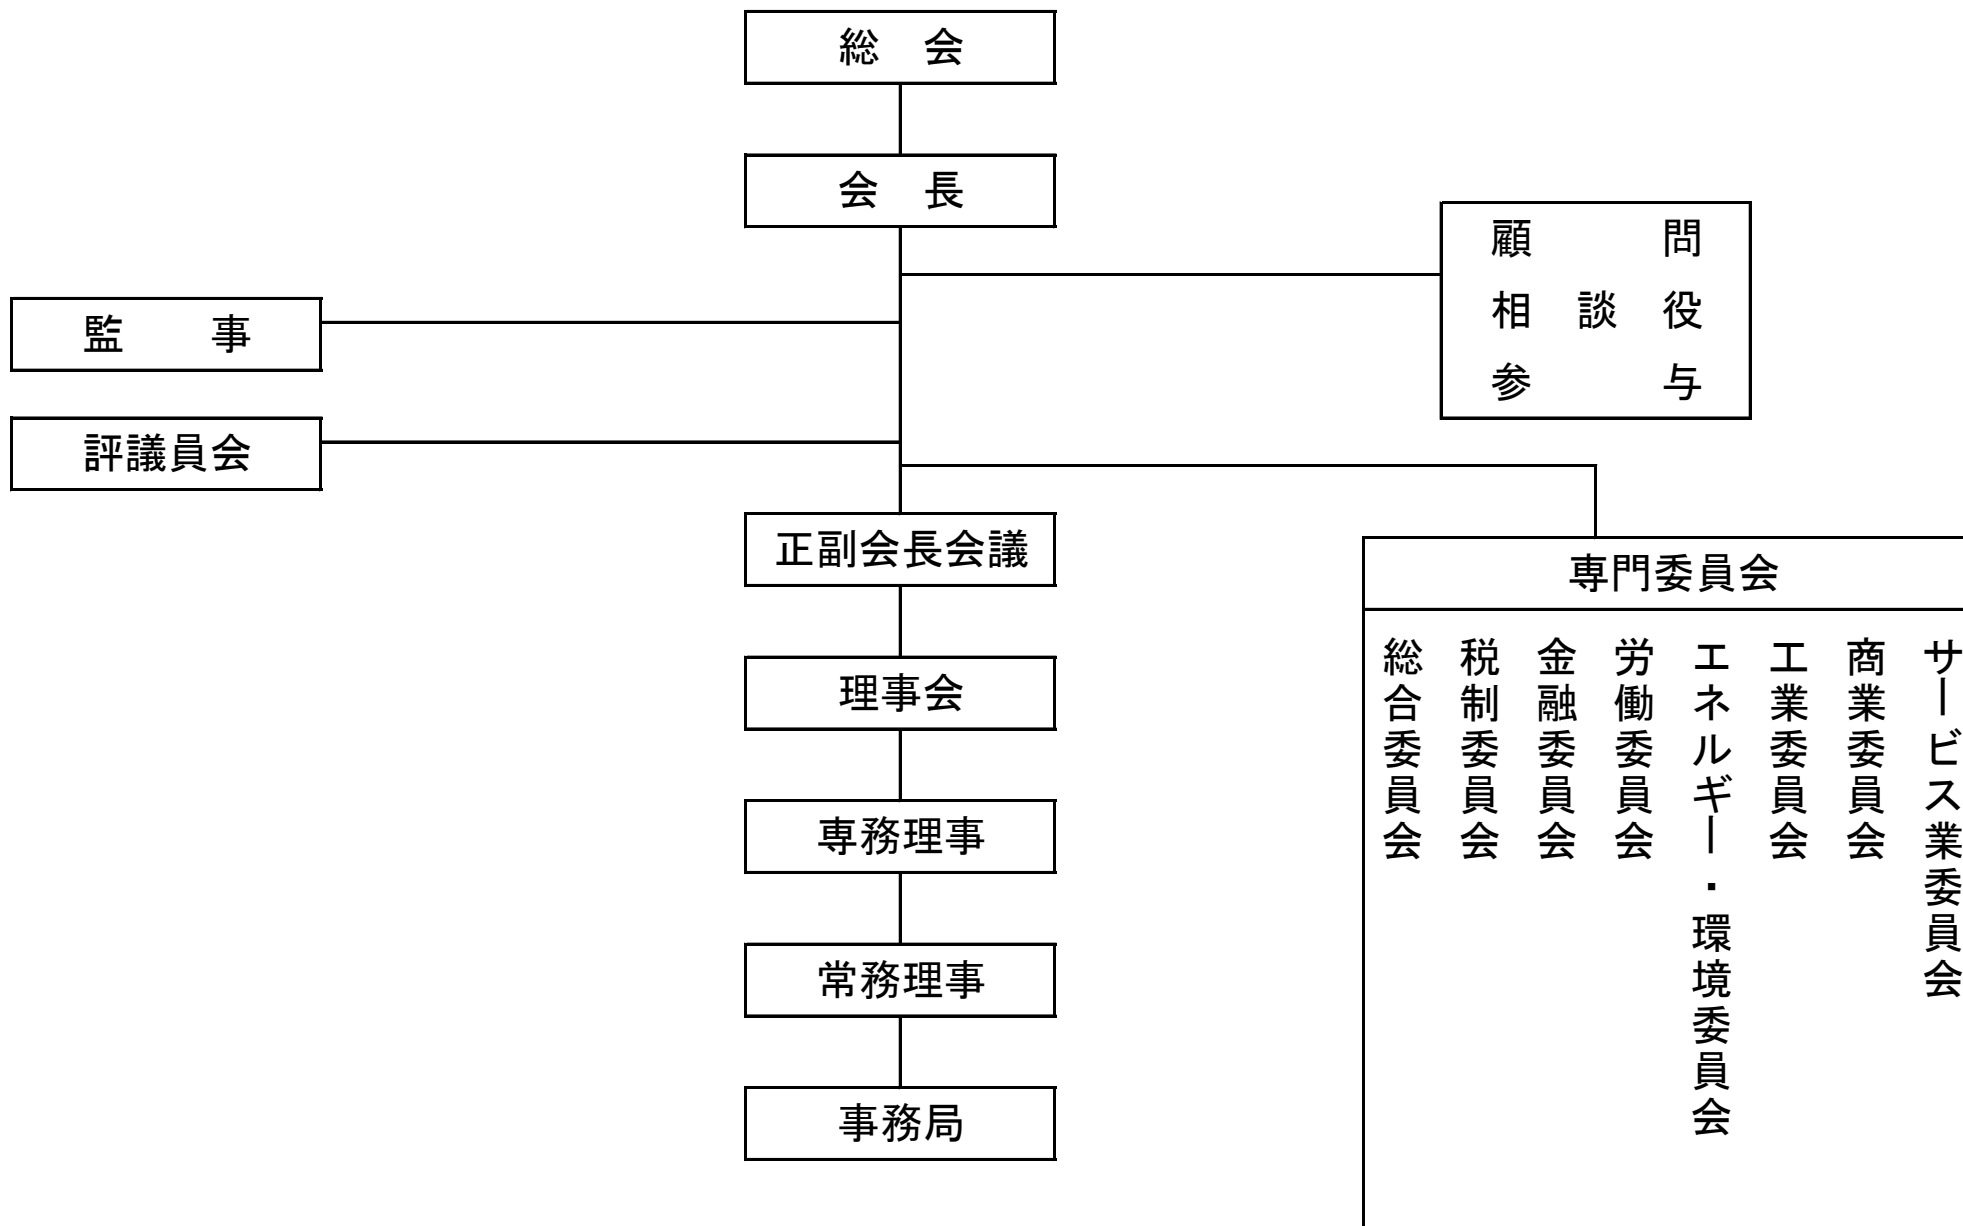 総　会
会　長
顧　　　問
相　談　役
参　　　与
監　　事
評議員会
正副会長会議
専門委員会
総合委員会
税制委員会
金融委員会
労働委員会
エネルギー・環境委員会
工業委員会
商業委員会
サービス業委員会
理事会
専務理事
常務理事
事務局